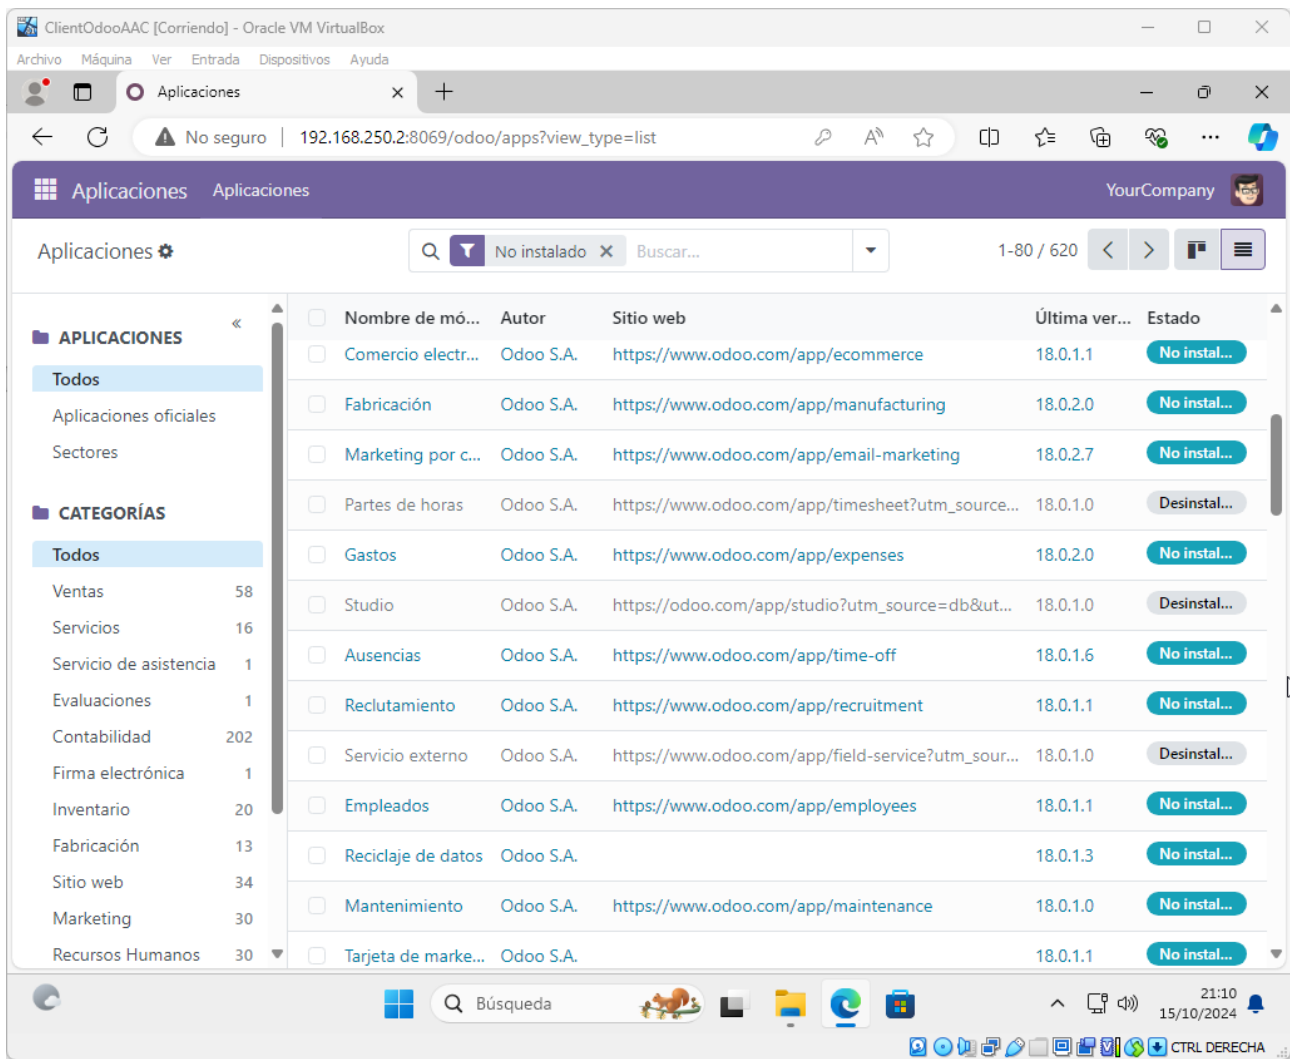 ClientOdooAAC [Corriendo] - Oracle VM VirtualBox
Archivo Máquina Ver Entrada Dispositivos Ayuda
Aplicaciones
No seguro 192.168.250.2:8069/odoo/apps?view_type=list
Aplicaciones Aplicaciones YourCompany
Aplicaciones No instalado Buscar... 1-80 / 620
APLICACIONES
Todos
Aplicaciones oficiales
Sectores
CATEGORÍAS
Todos
Ventas 58
Servicios 16
Servicio de asistencia 1
Evaluaciones 1
Contabilidad 202
Firma electrónica 1
Inventario 20
Fabricación 13
Sitio web 34
Marketing 30
Recursos Humanos 30
Nombre de mó... Autor Sitio web Última ver... Estado
Comercio electr... Odoo S.A. https://www.odoo.com/app/ecommerce 18.0.1.1 No instal...
Fabricación Odoo S.A. https://www.odoo.com/app/manufacturing 18.0.2.0 No instal...
Marketing por c... Odoo S.A. https://www.odoo.com/app/email-marketing 18.0.2.7 No instal...
Partes de horas Odoo S.A. https://www.odoo.com/app/timesheet?utm_source... 18.0.1.0 Desinstal...
Gastos Odoo S.A. https://www.odoo.com/app/expenses 18.0.2.0 No instal...
Studio Odoo S.A. https://odoo.com/app/studio?utm_source=db&ut... 18.0.1.0 Desinstal...
Ausencias Odoo S.A. https://www.odoo.com/app/time-off 18.0.1.6 No instal...
Reclutamiento Odoo S.A. https://www.odoo.com/app/recruitment 18.0.1.1 No instal...
Servicio externo Odoo S.A. https://www.odoo.com/app/field-service?utm_sour... 18.0.1.0 Desinstal...
Empleados Odoo S.A. https://www.odoo.com/app/employees 18.0.1.1 No instal...
Reciclaje de datos Odoo S.A. 18.0.1.3 No instal...
Mantenimiento Odoo S.A. https://www.odoo.com/app/maintenance 18.0.1.0 No instal...
Tarjeta de marke... Odoo S.A. 18.0.1.1 No instal...
Búsqueda
21:10
15/10/2024
CTRL DERECHA